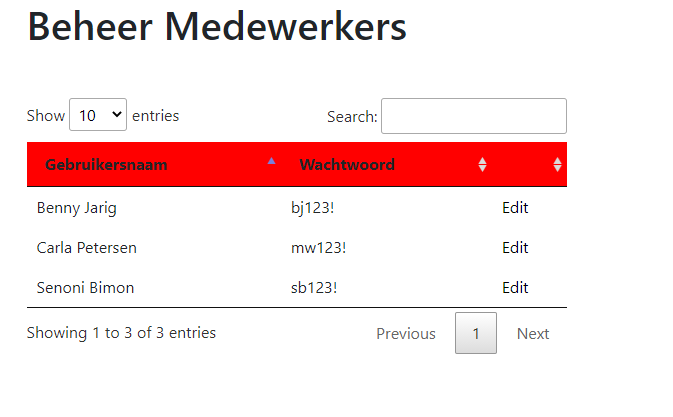 Beheer Medewerkers
Show 10 entries Search:
Gebruikersnaam Wachtwoord
Benny Jarig bj123! Edit
Carla Petersen mw123! Edit
Senoni Bimon sb123! Edit
Showing 1 to 3 of 3 entries Previous 1 Next